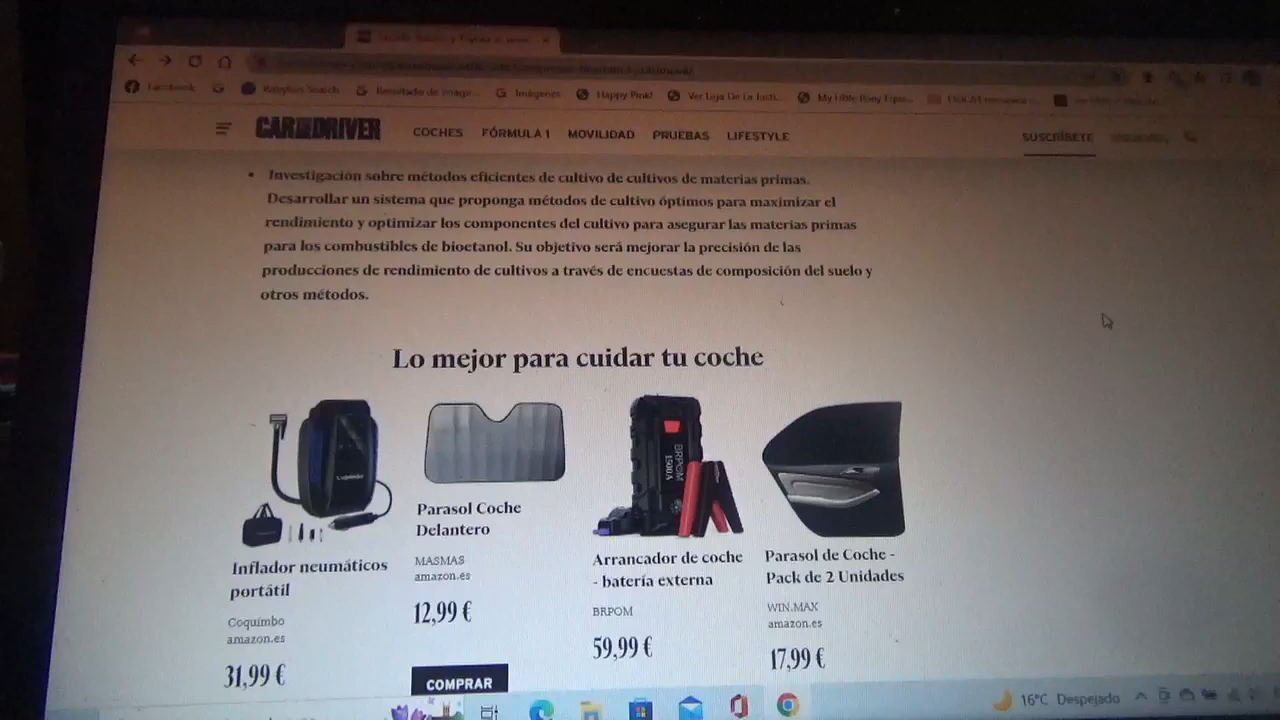 Facebook
Babylon Search
Resultado de imag...
Imágenes
Happy Pink!
Ver Liga De La Justi...
My Little Pony Equs...
CAR AND DRIVER
COCHES FÓRMULA 1 MOVILIDAD PRUEBAS LIFESTYLE
SUSCRÍBETE
• Investigación sobre métodos eficientes de cultivo de cultivos de materias primas.
Desarrollar un sistema que proponga métodos de cultivo óptimos para maximizar el
rendimiento y optimizar los componentes del cultivo para asegurar las materias primas
para los combustibles de bioetanol. Su objetivo será mejorar la precisión de las
producciones de rendimiento de cultivos a través de encuestas de composición del suelo y
otros métodos.
Lo mejor para cuidar tu coche
BRPOM
1500A
Inflador neumáticos
portátil
Coquimbo
amazon.es
31,99 €
Parasol Coche
Delantero
MASMAS
amazon.es
12,99 €
COMPRAR
Arrancador de coche
- batería externa
BRPOM
59,99 €
Parasol de Coche -
Pack de 2 Unidades
WIN.MAX
amazon.es
17,99 €
16°C Despejado